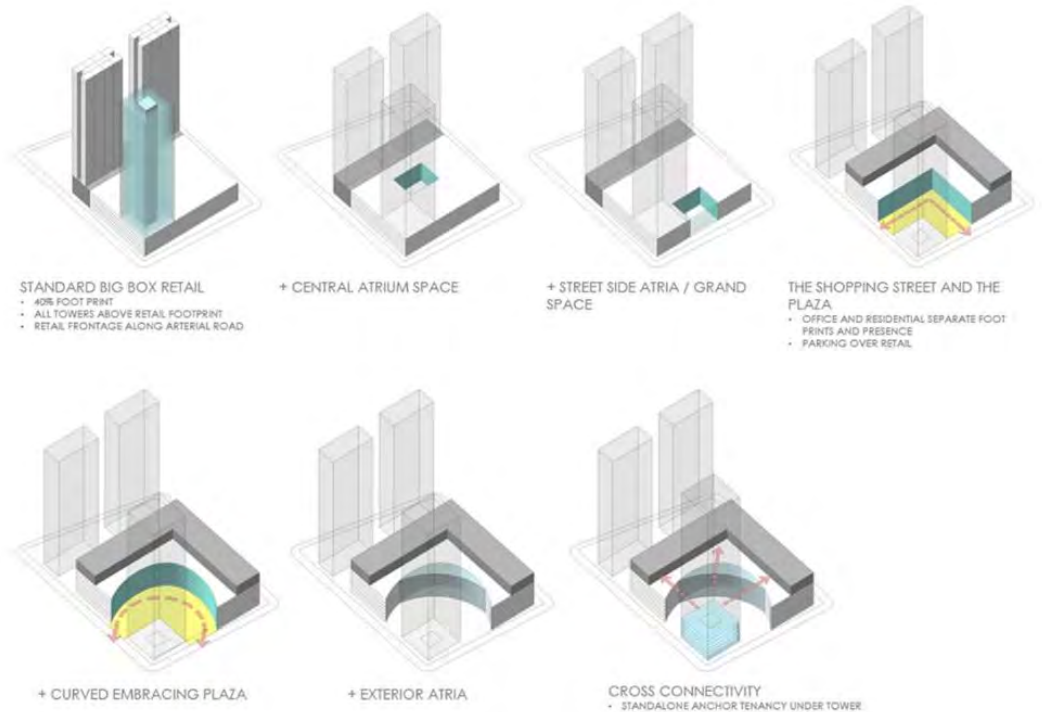 STANDARD BIG BOX RETAIL
• 40% FOOT PRINT
• ALL TOWERS ABOVE RETAIL FOOTPRINT
• RETAIL FRONTAGE ALONG ARTERIAL ROAD
+ CENTRAL ATRIUM SPACE
+ STREET SIDE ATRIA / GRAND
SPACE
THE SHOPPING STREET AND THE
PLAZA
• OFFICE AND RESIDENTIAL SEPARATE FOOT
PRINTS AND PRESENCE
• PARKING OVER RETAIL
+ CURVED EMBRACING PLAZA
+ EXTERIOR ATRIA
CROSS CONNECTIVITY
• STANDALONE ANCHOR TENANCY UNDER TOWER